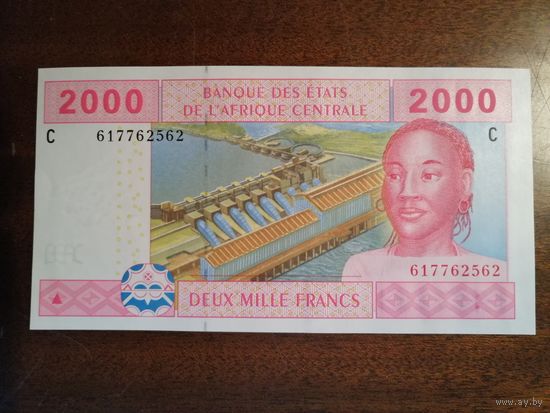 2000
BANQUE DES ÉTATS
DE L'AFRIQUE CENTRALE
2000
C 617762562
C
617762562
DEUX MILLE FRANCS
www.ay.by